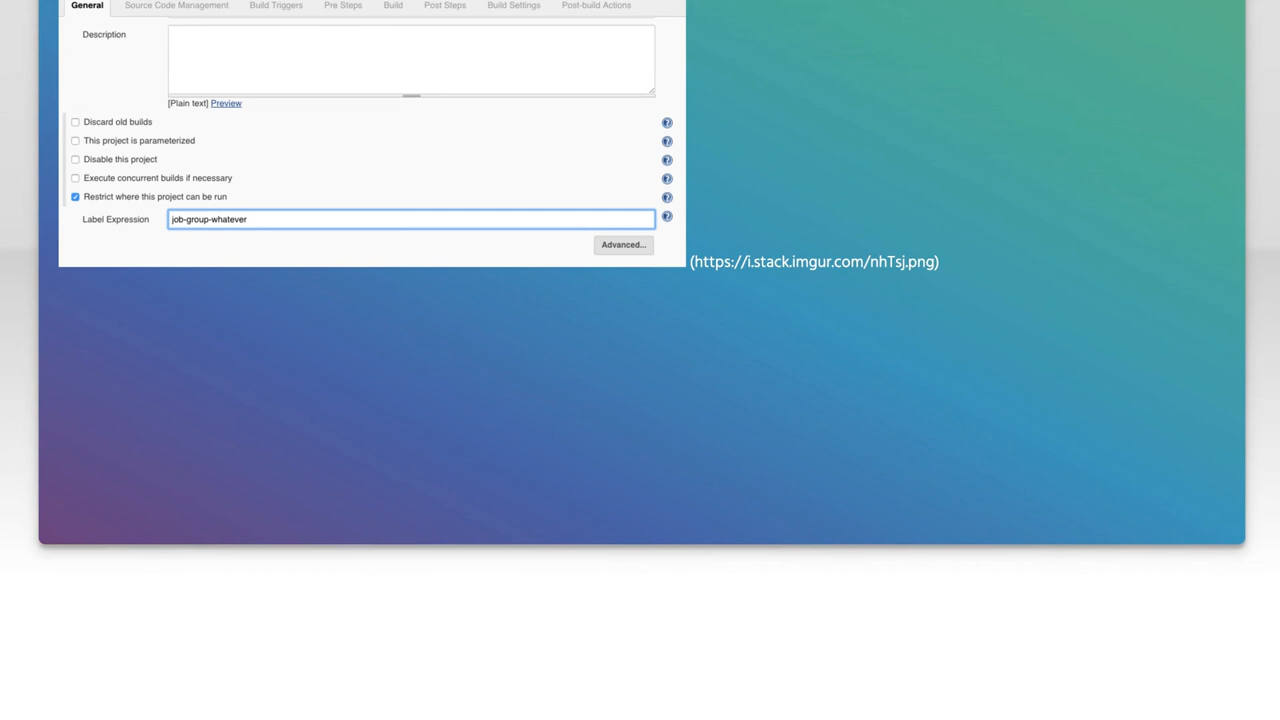 General Source Code Management Build Triggers Pre Steps Build Post Steps Build Settings Post-build Actions
Description
[Plain text] Preview
Discard old builds
This project is parameterized
Disable this project
Execute concurrent builds if necessary
Restrict where this project can be run
Label Expression job-group-whatever
Advanced...
(https://i.stack.imgur.com/nhTsj.png)